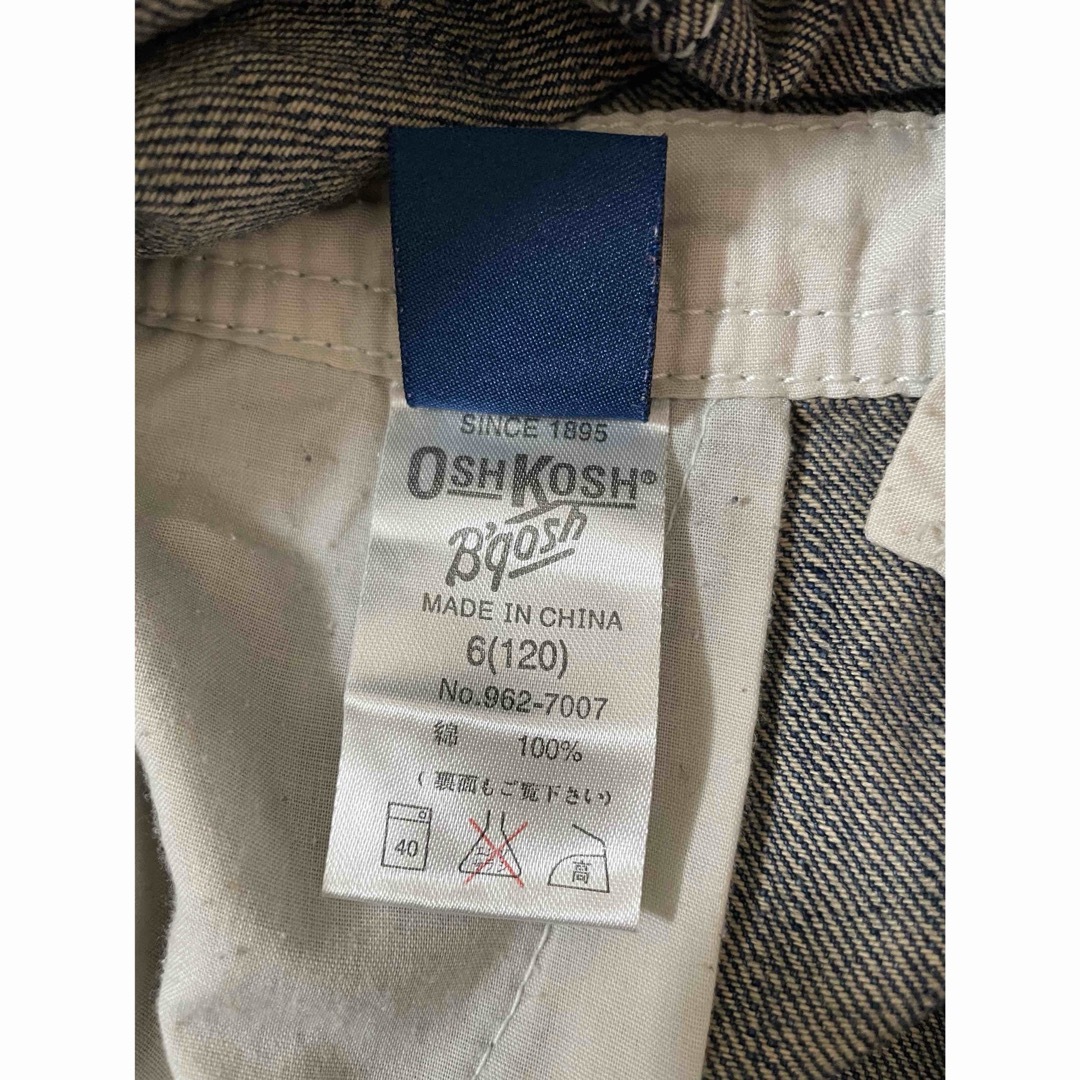 SINCE 1895
OSHKOSH®
B'gosh
MADE IN CHINA
6(120)
No.962-7007
綿 100%
(裏面もご覧下さい)
40 高